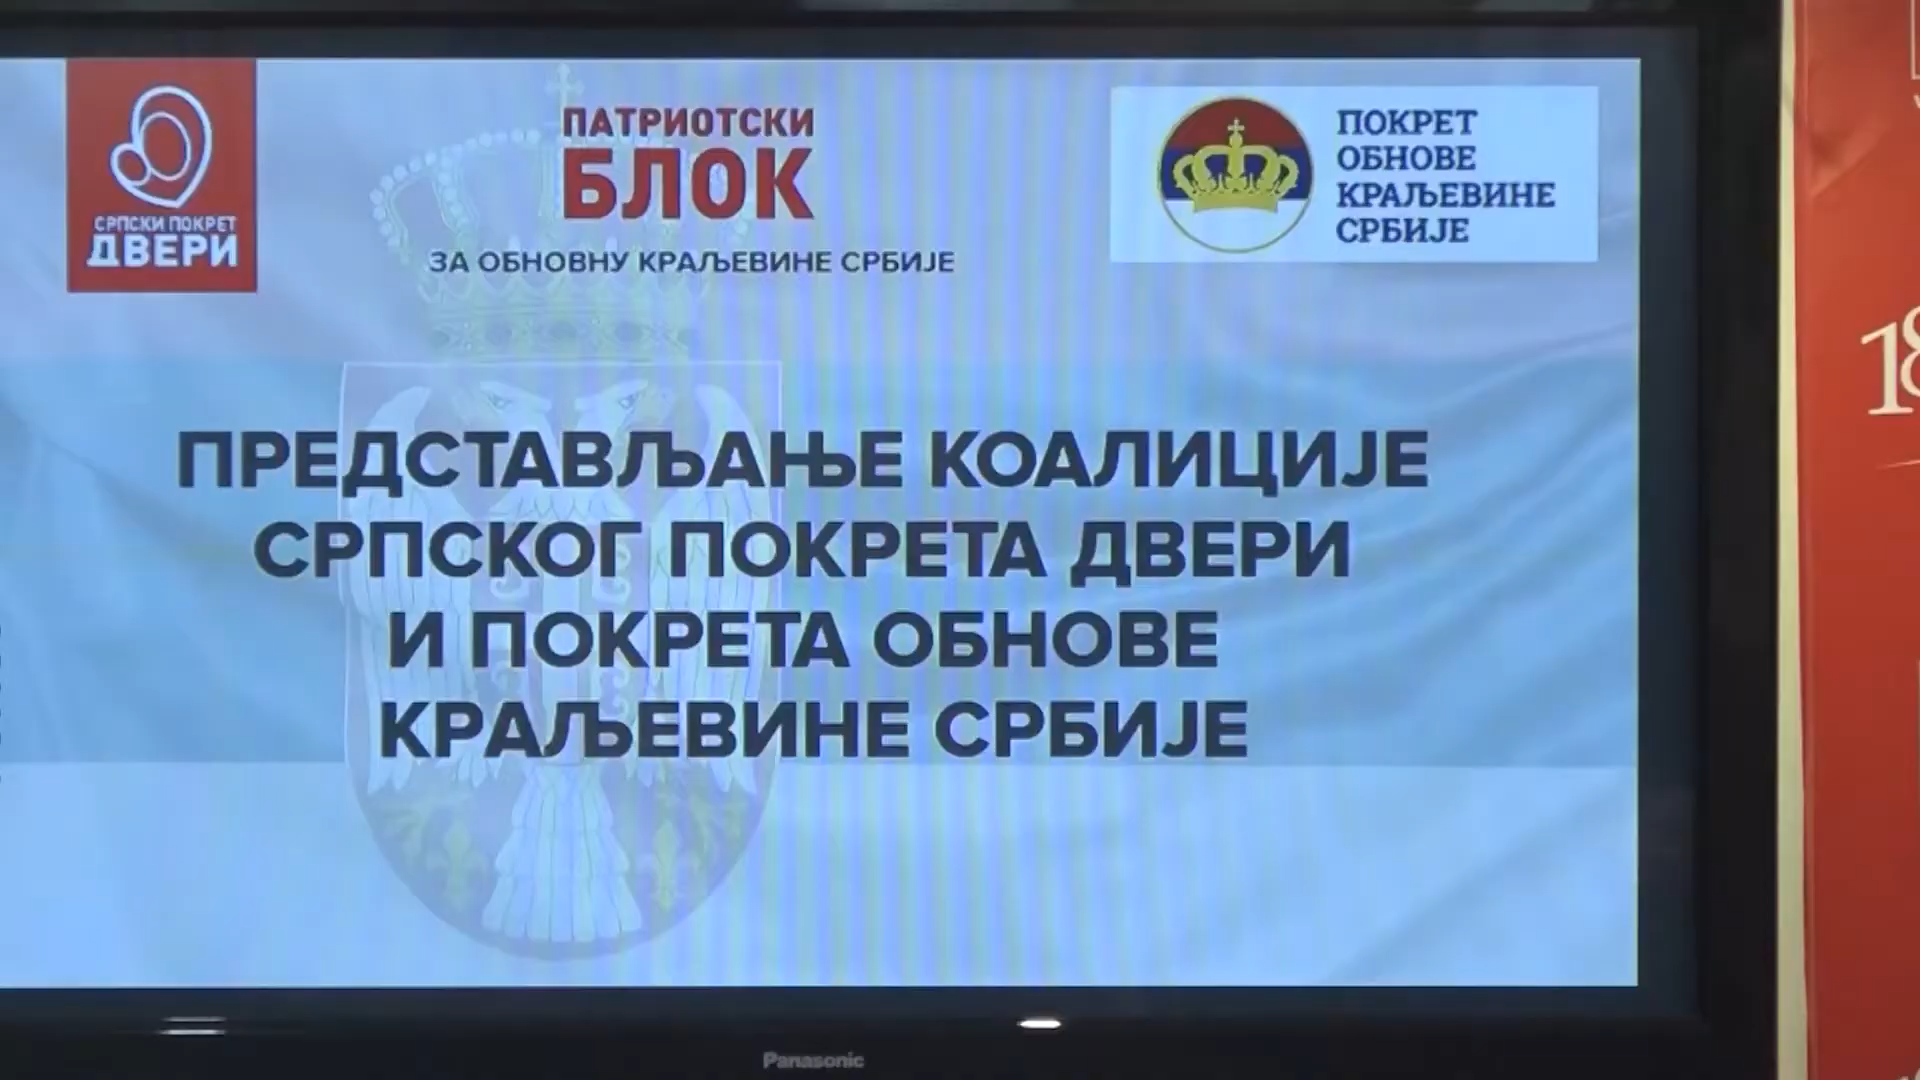 СРПСКИ ПОКРЕТ
ДВЕРИ
ПАТРИОТСКИ
БЛОК
ЗА ОБНОВНУ КРАЉЕВИНЕ СРБИЈЕ
ПОКРЕТ
ОБНОВЕ
КРАЉЕВИНЕ
СРБИЈЕ
ПРЕДСТАВЉАЊЕ КОАЛИЦИЈЕ
СРПСКОГ ПОКРЕТА ДВЕРИ
И ПОКРЕТА ОБНОВЕ
КРАЉЕВИНЕ СРБИЈЕ
Panasonic